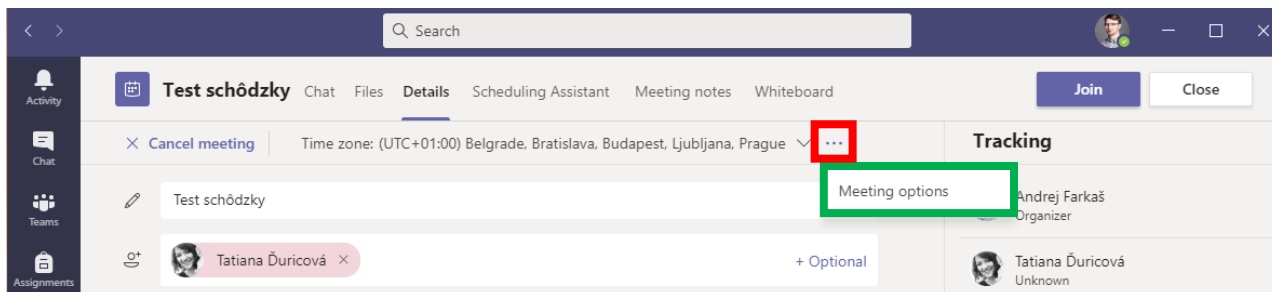 Search
Activity
Chat
Teams
Assignments
Test schôdzky Chat Files Details Scheduling Assistant Meeting notes Whiteboard Join Close
Cancel meeting Time zone: (UTC+01:00) Belgrade, Bratislava, Budapest, Ljubljana, Prague ...
Meeting options
Test schôdzky
Tatiana Ďuricová × + Optional
Tracking
Andrej Farkaš
Organizer
Tatiana Ďuricová
Unknown